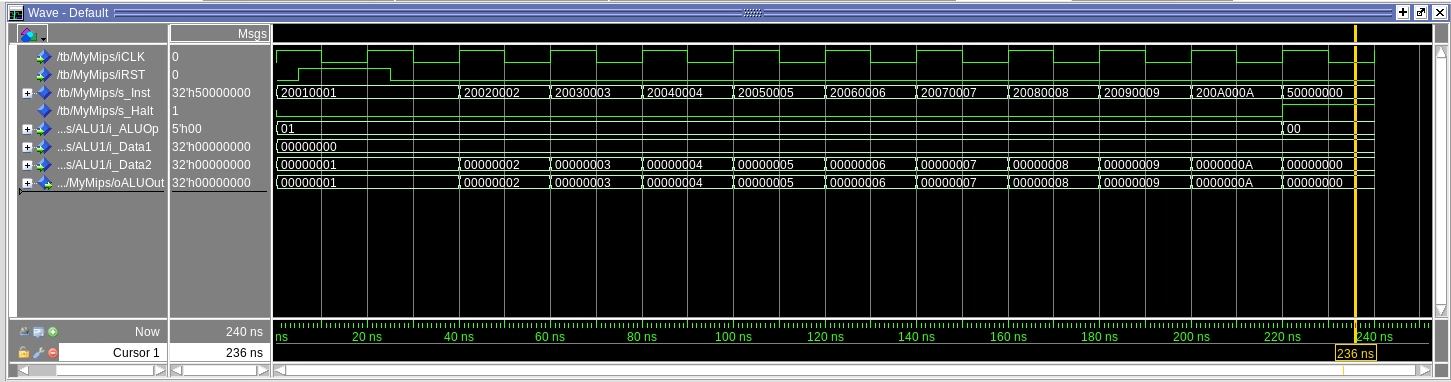 Wave - Default
Msgs
/tb/MyMips/iCLK 0
/tb/MyMips/iRST 0
/tb/MyMips/s_Inst 32'h50000000 20010001 20020002 20030003 20040004 20050005 20060006 20070007 20080008 20090009 200A000A 50000000
/tb/MyMips/s_Halt 1
...s/ALU1/i_ALUOp 5'h00 01 00
...s/ALU1/i_Data1 32'h00000000 00000000
...s/ALU1/i_Data2 32'h00000000 00000001 00000002 00000003 00000004 00000005 00000006 00000007 00000008 00000009 0000000A 00000000
.../MyMips/oALUOut 32'h00000000 00000001 00000002 00000003 00000004 00000005 00000006 00000007 00000008 00000009 0000000A 00000000
Now 240 ns ns 20 ns 40 ns 60 ns 80 ns 100 ns 120 ns 140 ns 160 ns 180 ns 200 ns 220 ns 240 ns
Cursor 1 236 ns 236 ns